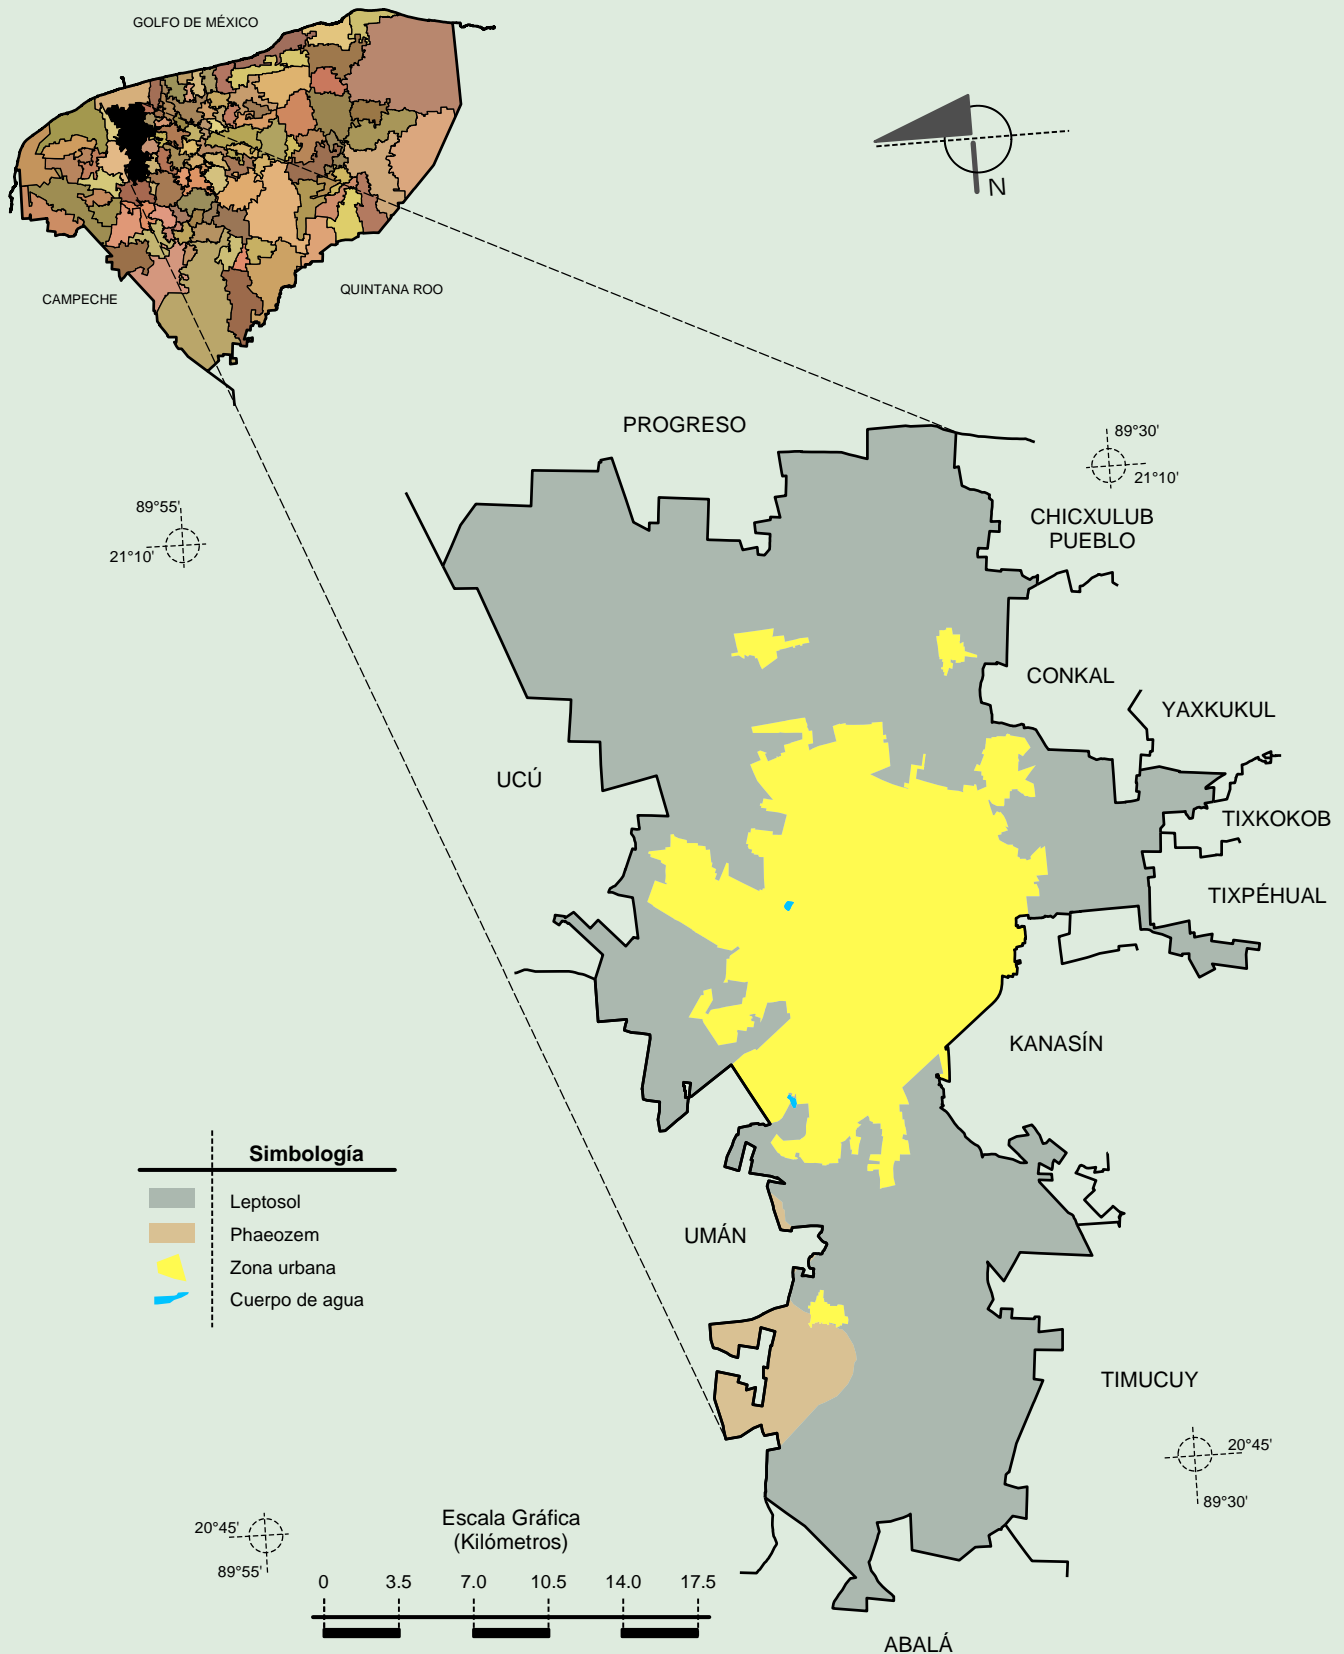 GOLFO DE MÉXICO
N
CAMPECHE
QUINTANA ROO
PROGRESO
89°30'
21°10'
89°55'
21°10'
CHICXULUB
PUEBLO
CONKAL
YAXKUKUL
UCÚ
TIXKOKOB
TIXPÉHUAL
KANASÍN
Simbología
Leptosol
Phaeozem
Zona urbana
Cuerpo de agua
UMÁN
TIMUCUY
20°45'
89°30'
20°45'
89°55'
Escala Gráfica
(Kilómetros)
0 3.5 7.0 10.5 14.0 17.5
ABALÁ